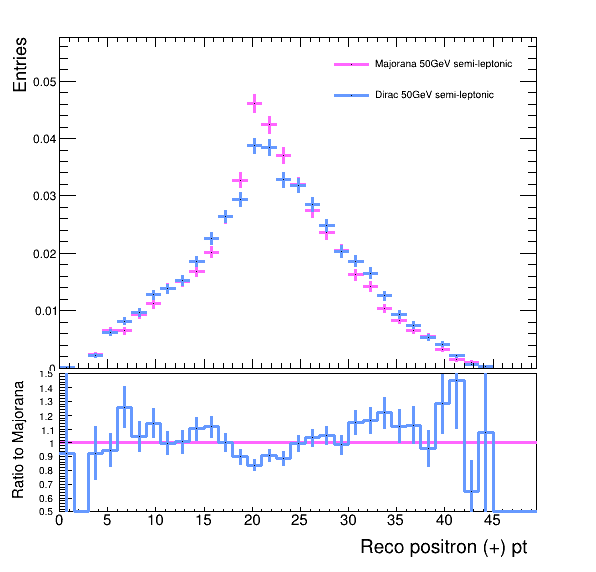 Entries
Majorana 50GeV semi-leptonic
Dirac 50GeV semi-leptonic
0.05
0.04
0.03
0.02
0.01
0
Ratio to Majorana
1.5
1.4
1.3
1.2
1.1
1
0.9
0.8
0.7
0.6
0.5
0 5 10 15 20 25 30 35 40 45
Reco positron (+) pt